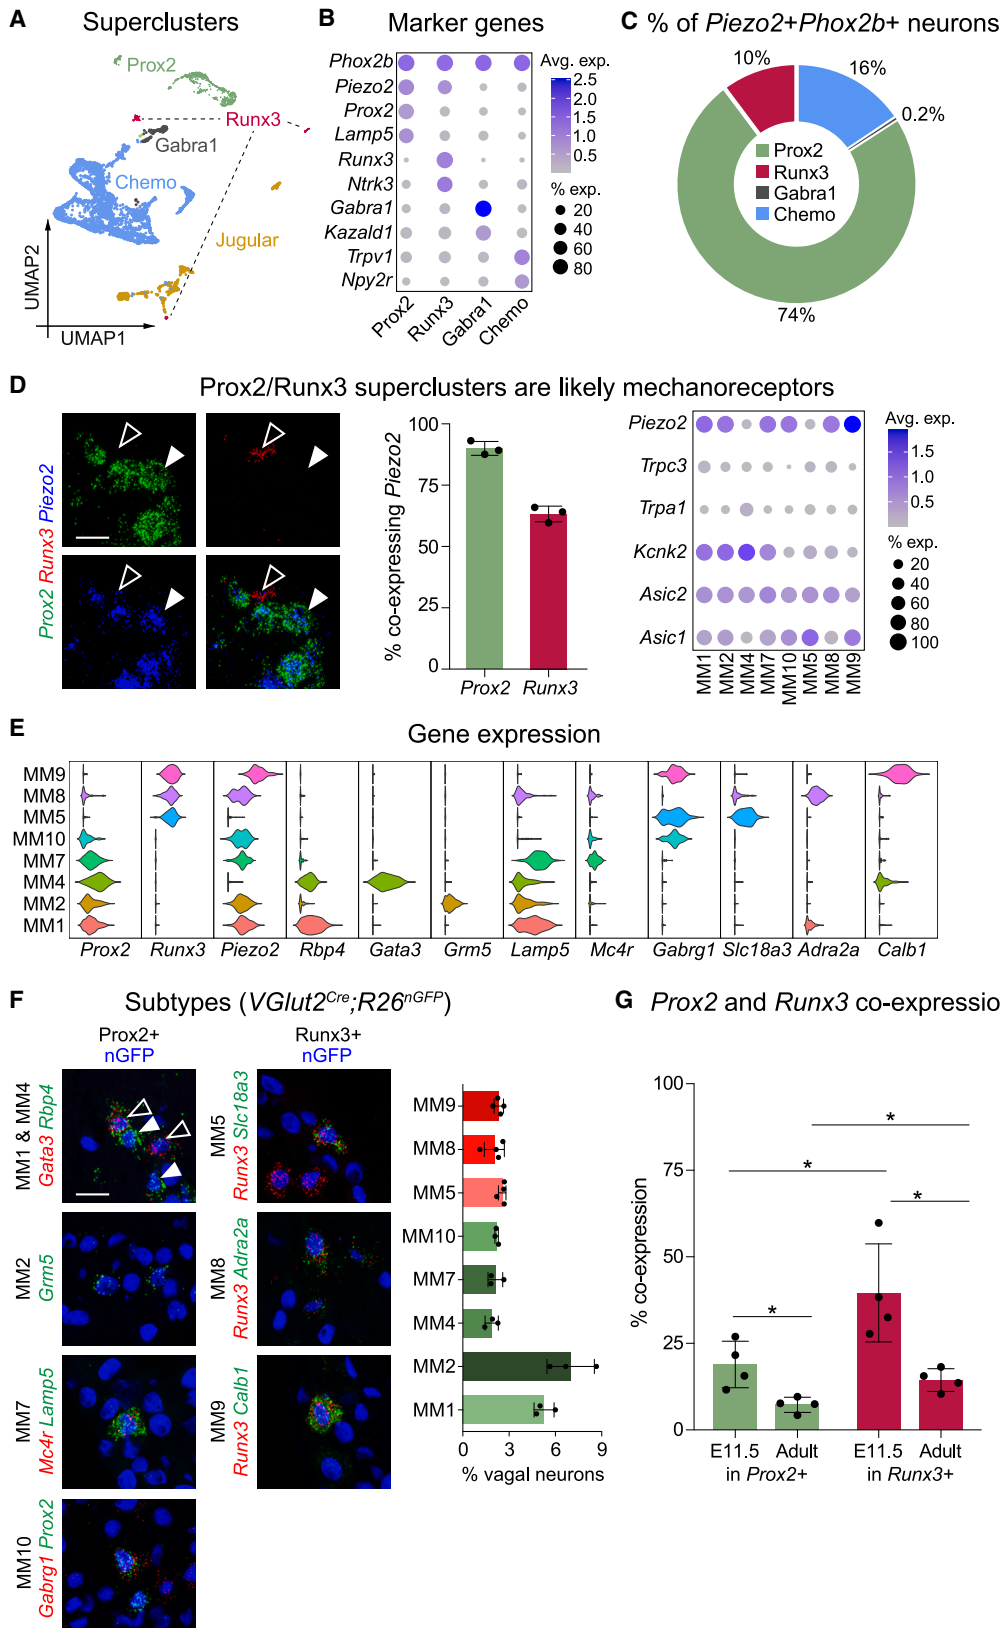 A Superclusters
Prox2
Runx3
Gabra1
Chemo
Jugular
UMAP2
UMAP1
B Marker genes
Phox2b
Piezo2
Prox2
Lamp5
Runx3
Ntrk3
Gabra1
Kazald1
Trpv1
Npy2r
Prox2 Runx3 Gabra1 Chemo
Avg. exp.
2.5
2.0
1.5
1.0
0.5
% exp.
20
40
60
80
C % of Piezo2+Phox2b+ neurons
10%
16%
0.2%
74%
Prox2
Runx3
Gabra1
Chemo
D Prox2/Runx3 superclusters are likely mechanoreceptors
Prox2 Runx3 Piezo2
% co-expressing Piezo2
100
75
50
25
0
Prox2 Runx3
Piezo2
Trpc3
Trpa1
Kcnk2
Asic2
Asic1
MM1 MM2 MM4 MM7 MM10 MM5 MM8 MM9
Avg. exp.
1.5
1.0
0.5
% exp.
20
40
60
80
100
E Gene expression
MM9
MM8
MM5
MM10
MM7
MM4
MM2
MM1
Prox2 Runx3 Piezo2 Rbp4 Gata3 Grm5 Lamp5 Mc4r Gabrg1 Slc18a3 Adra2a Calb1
F Subtypes (VGlut2Cre;R26nGFP)
Prox2+
nGFP
Runx3+
nGFP
MM1 & MM4
Gata3 Rbp4
MM5
Runx3 Slc18a3
MM2
Grm5
MM8
Runx3 Adra2a
MM7
Mc4r Lamp5
MM9
Runx3 Calb1
MM10
Gabrg1 Prox2
MM9
MM8
MM5
MM10
MM7
MM4
MM2
MM1
0 3 6 9
% vagal neurons
G Prox2 and Runx3 co-expressio
% co-expression
100
75
50
25
0
*
*
*
*
E11.5 Adult E11.5 Adult
in Prox2+ in Runx3+